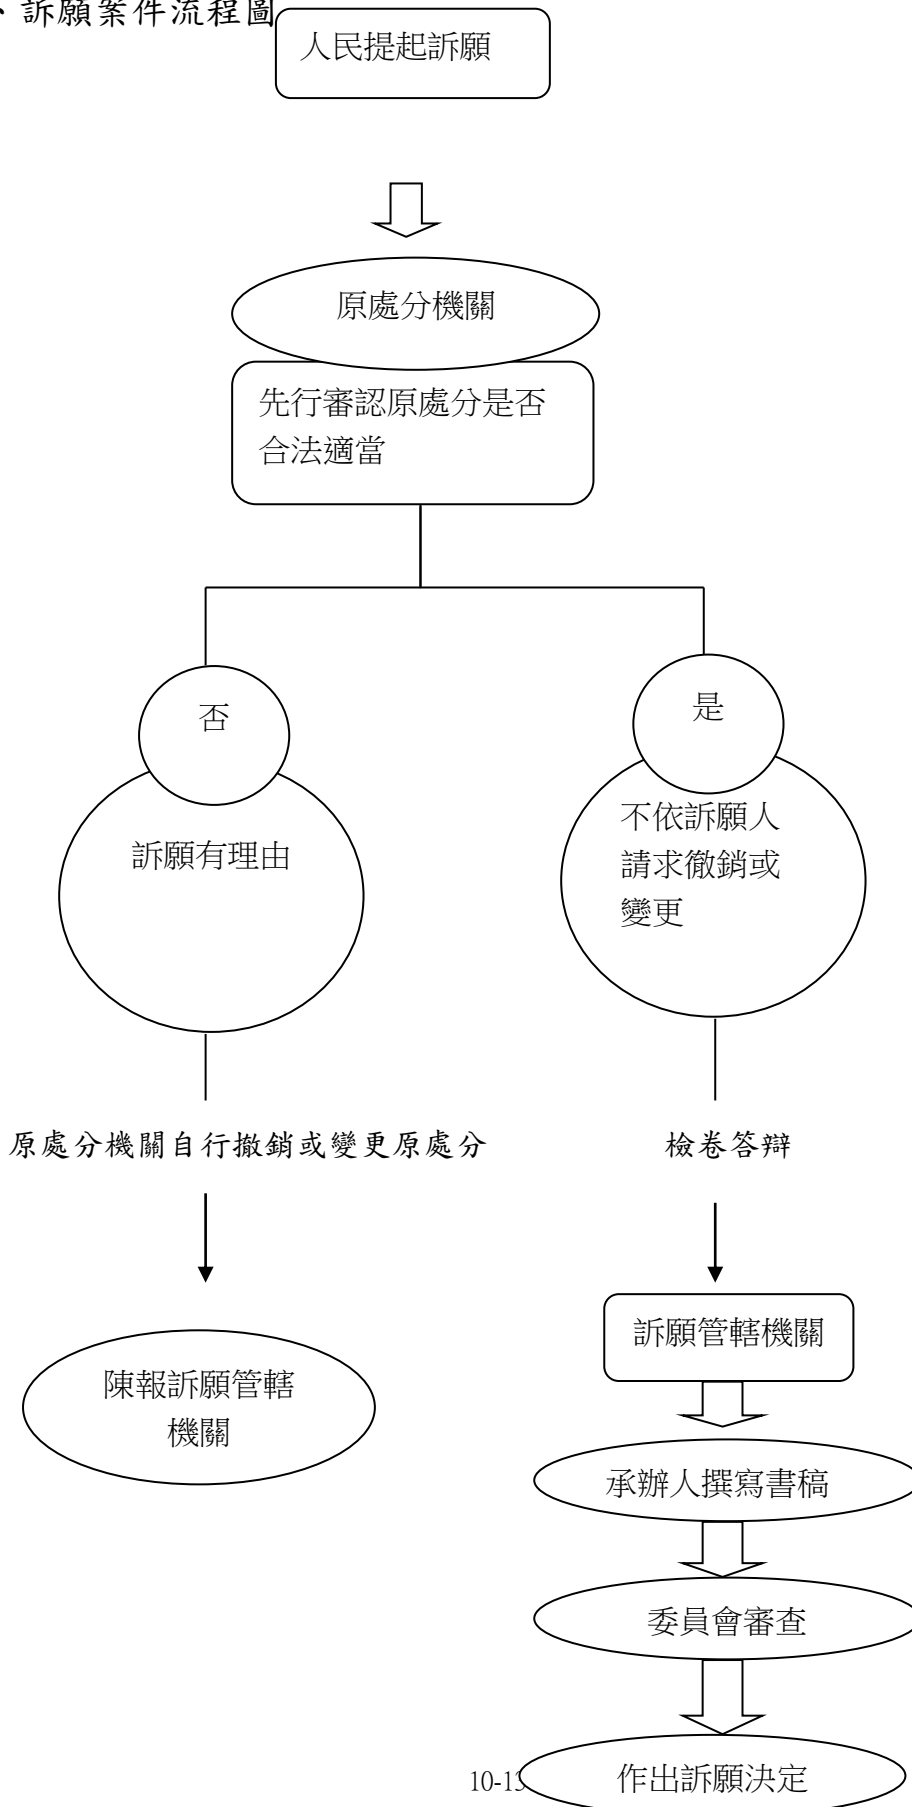 、訴願案件流程圖
人民提起訴願
原處分機關
先行審認原處分是否
合法適當
否
訴願有理由
是
不依訴願人
請求徹銷或
變更
原處分機關自行撤銷或變更原處分
檢卷答辯
陳報訴願管轄
機關
訴願管轄機關
承辦人撰寫書稿
委員會審查
作出訴願決定
10-13